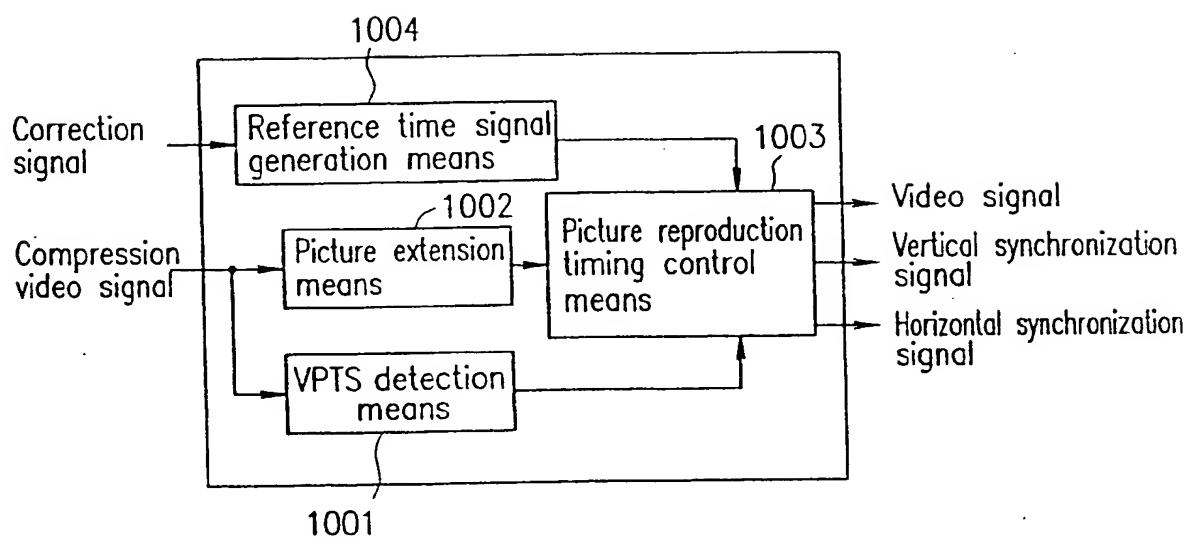 1004
Correction
signal
Reference time signal
generation means
1003
Video signal
1002
Compression
video signal
Picture extension
means
Picture reproduction
timing control
means
Vertical synchronization
signal
Horizontal synchronization
signal
VPTS detection
means
1001